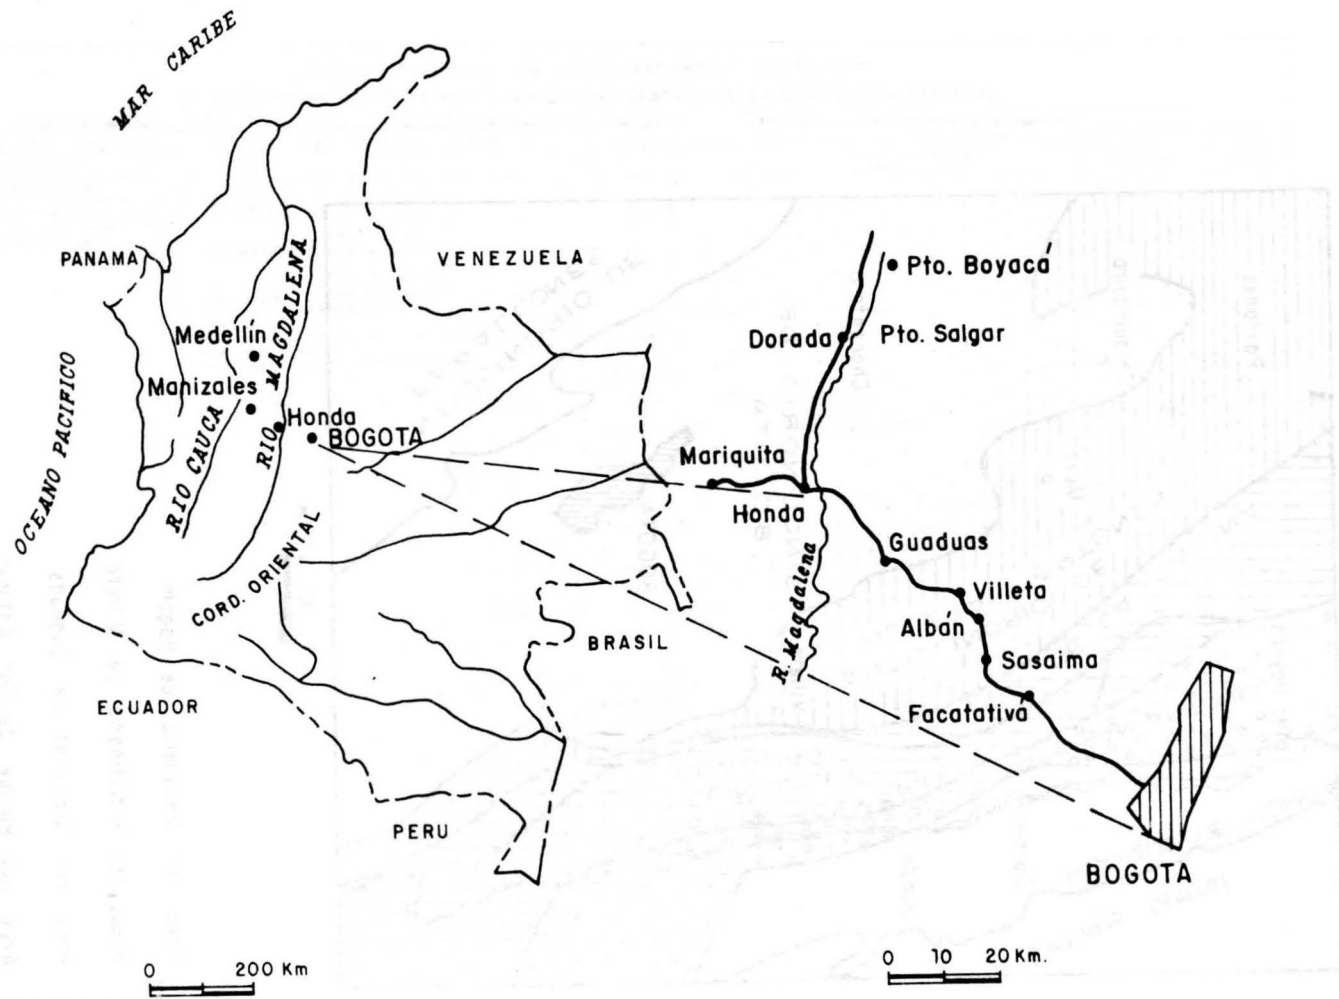 MAR CARIBE
PANAMA
VENEZUELA
Medellín
Manizales
Honda
BOGOTA
RIO MAGDALENA
RIO CAUCA
OCEANO PACIFICO
CORD. ORIENTAL
ECUADOR
BRASIL
PERU
0 200 Km
Pto. Boyacá
Dorada
Pto. Salgar
Mariquita
Honda
Guaduas
R. Magdalena
Villeta
Albán
Sasaima
Facatativá
BOGOTA
0 10 20 Km.